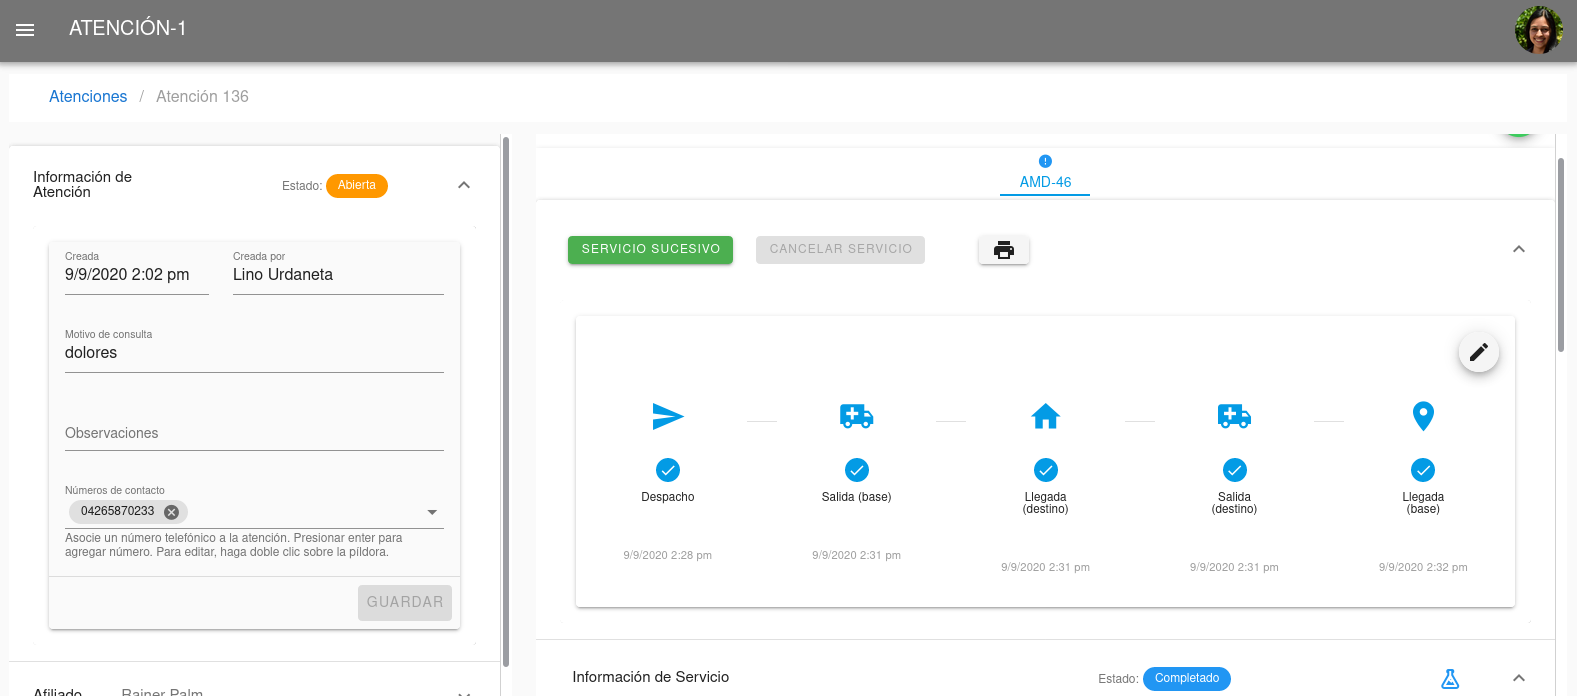 ATENCIÓN-1
Atenciones / Atención 136
Información de
Atención
Estado: Abierta
Creada
9/9/2020 2:02 pm
Creada por
Lino Urdaneta
Motivo de consulta
dolores
Observaciones
Números de contacto
04265870233
Asocie un número telefónico a la atención. Presionar enter para
agregar número. Para editar, haga doble clic sobre la píldora.
GUARDAR
Afiliado Rainer Palm
AMD-46
SERVICIO SUCESIVO
CANCELAR SERVICIO
Despacho
9/9/2020 2:28 pm
Salida (base)
9/9/2020 2:31 pm
Llegada
(destino)
9/9/2020 2:31 pm
Salida
(destino)
9/9/2020 2:31 pm
Llegada
(base)
9/9/2020 2:32 pm
Información de Servicio
Estado: Completado